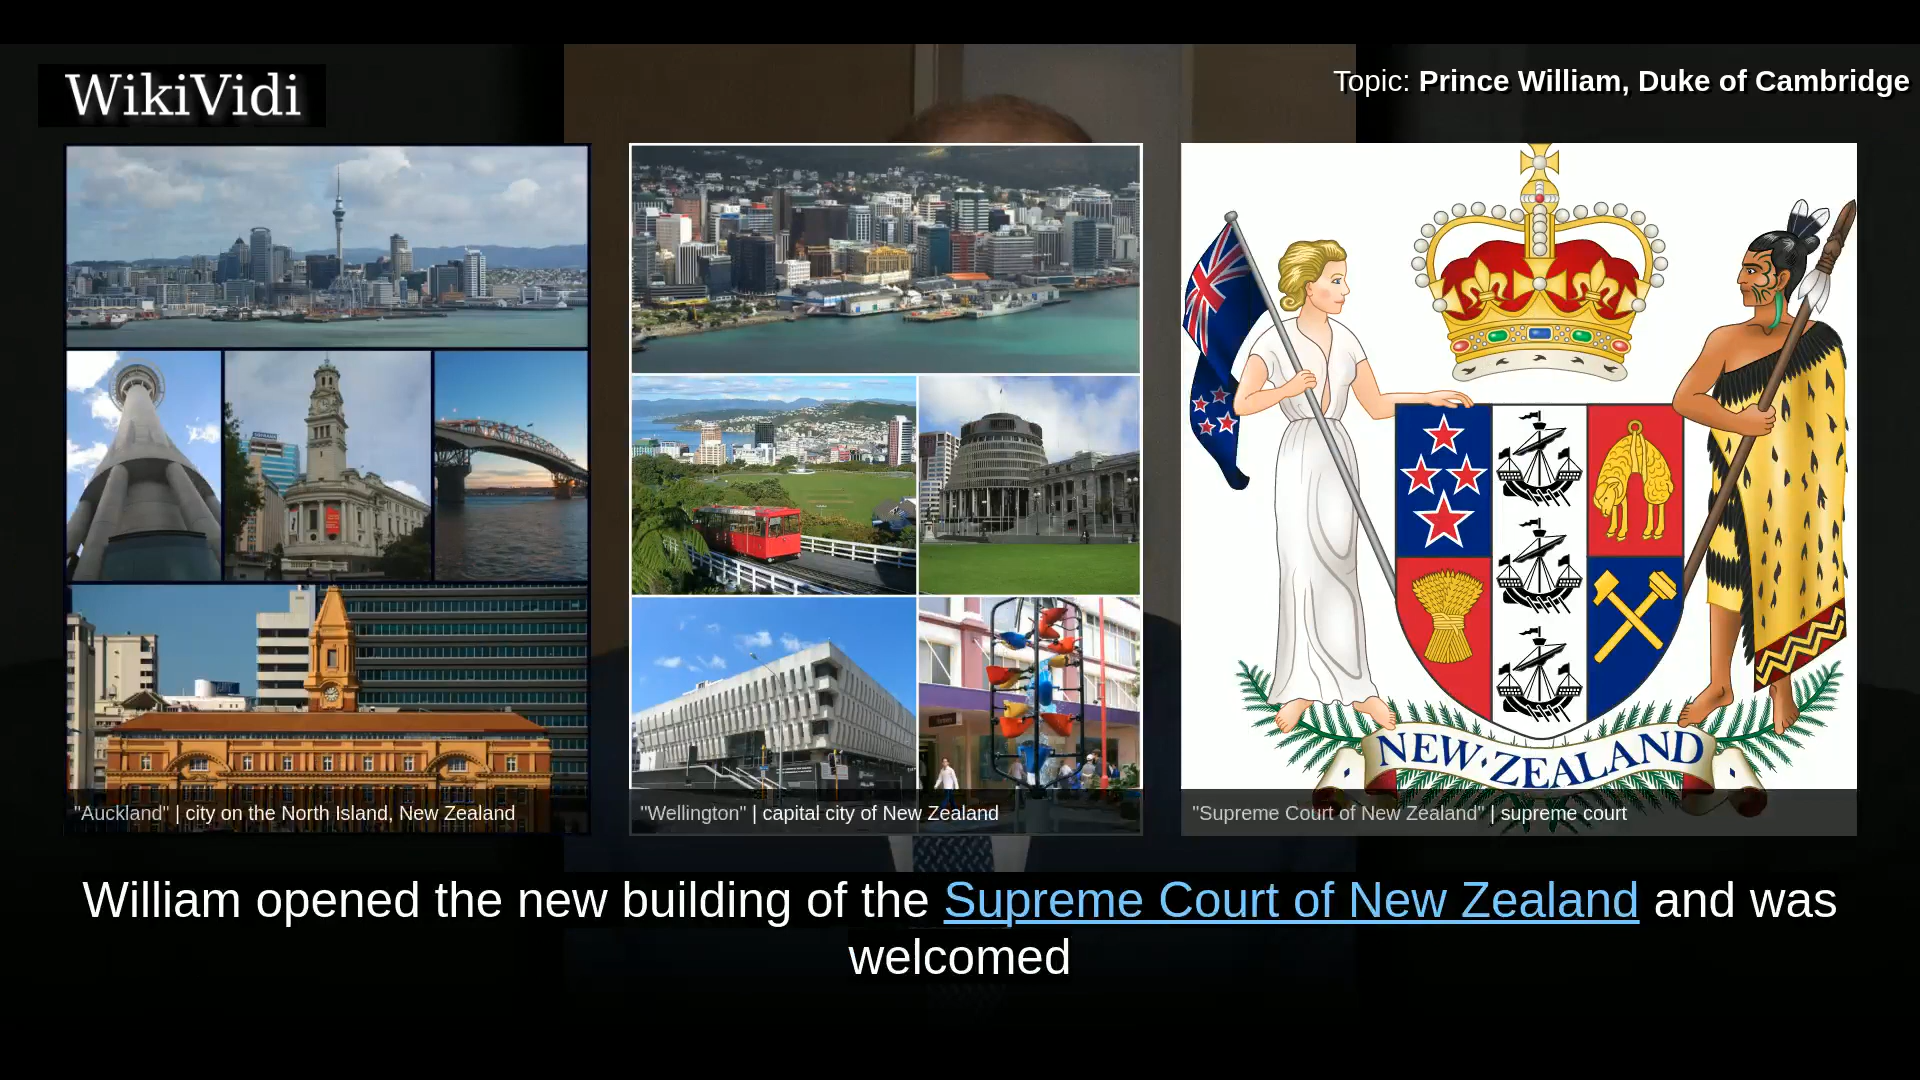 WikiVidi
Topic: Prince William, Duke of Cambridge
NEW·ZEALAND
"Auckland" | city on the North Island, New Zealand
"Wellington" | capital city of New Zealand
"Supreme Court of New Zealand" | supreme court
William opened the new building of the Supreme Court of New Zealand and was
welcomed